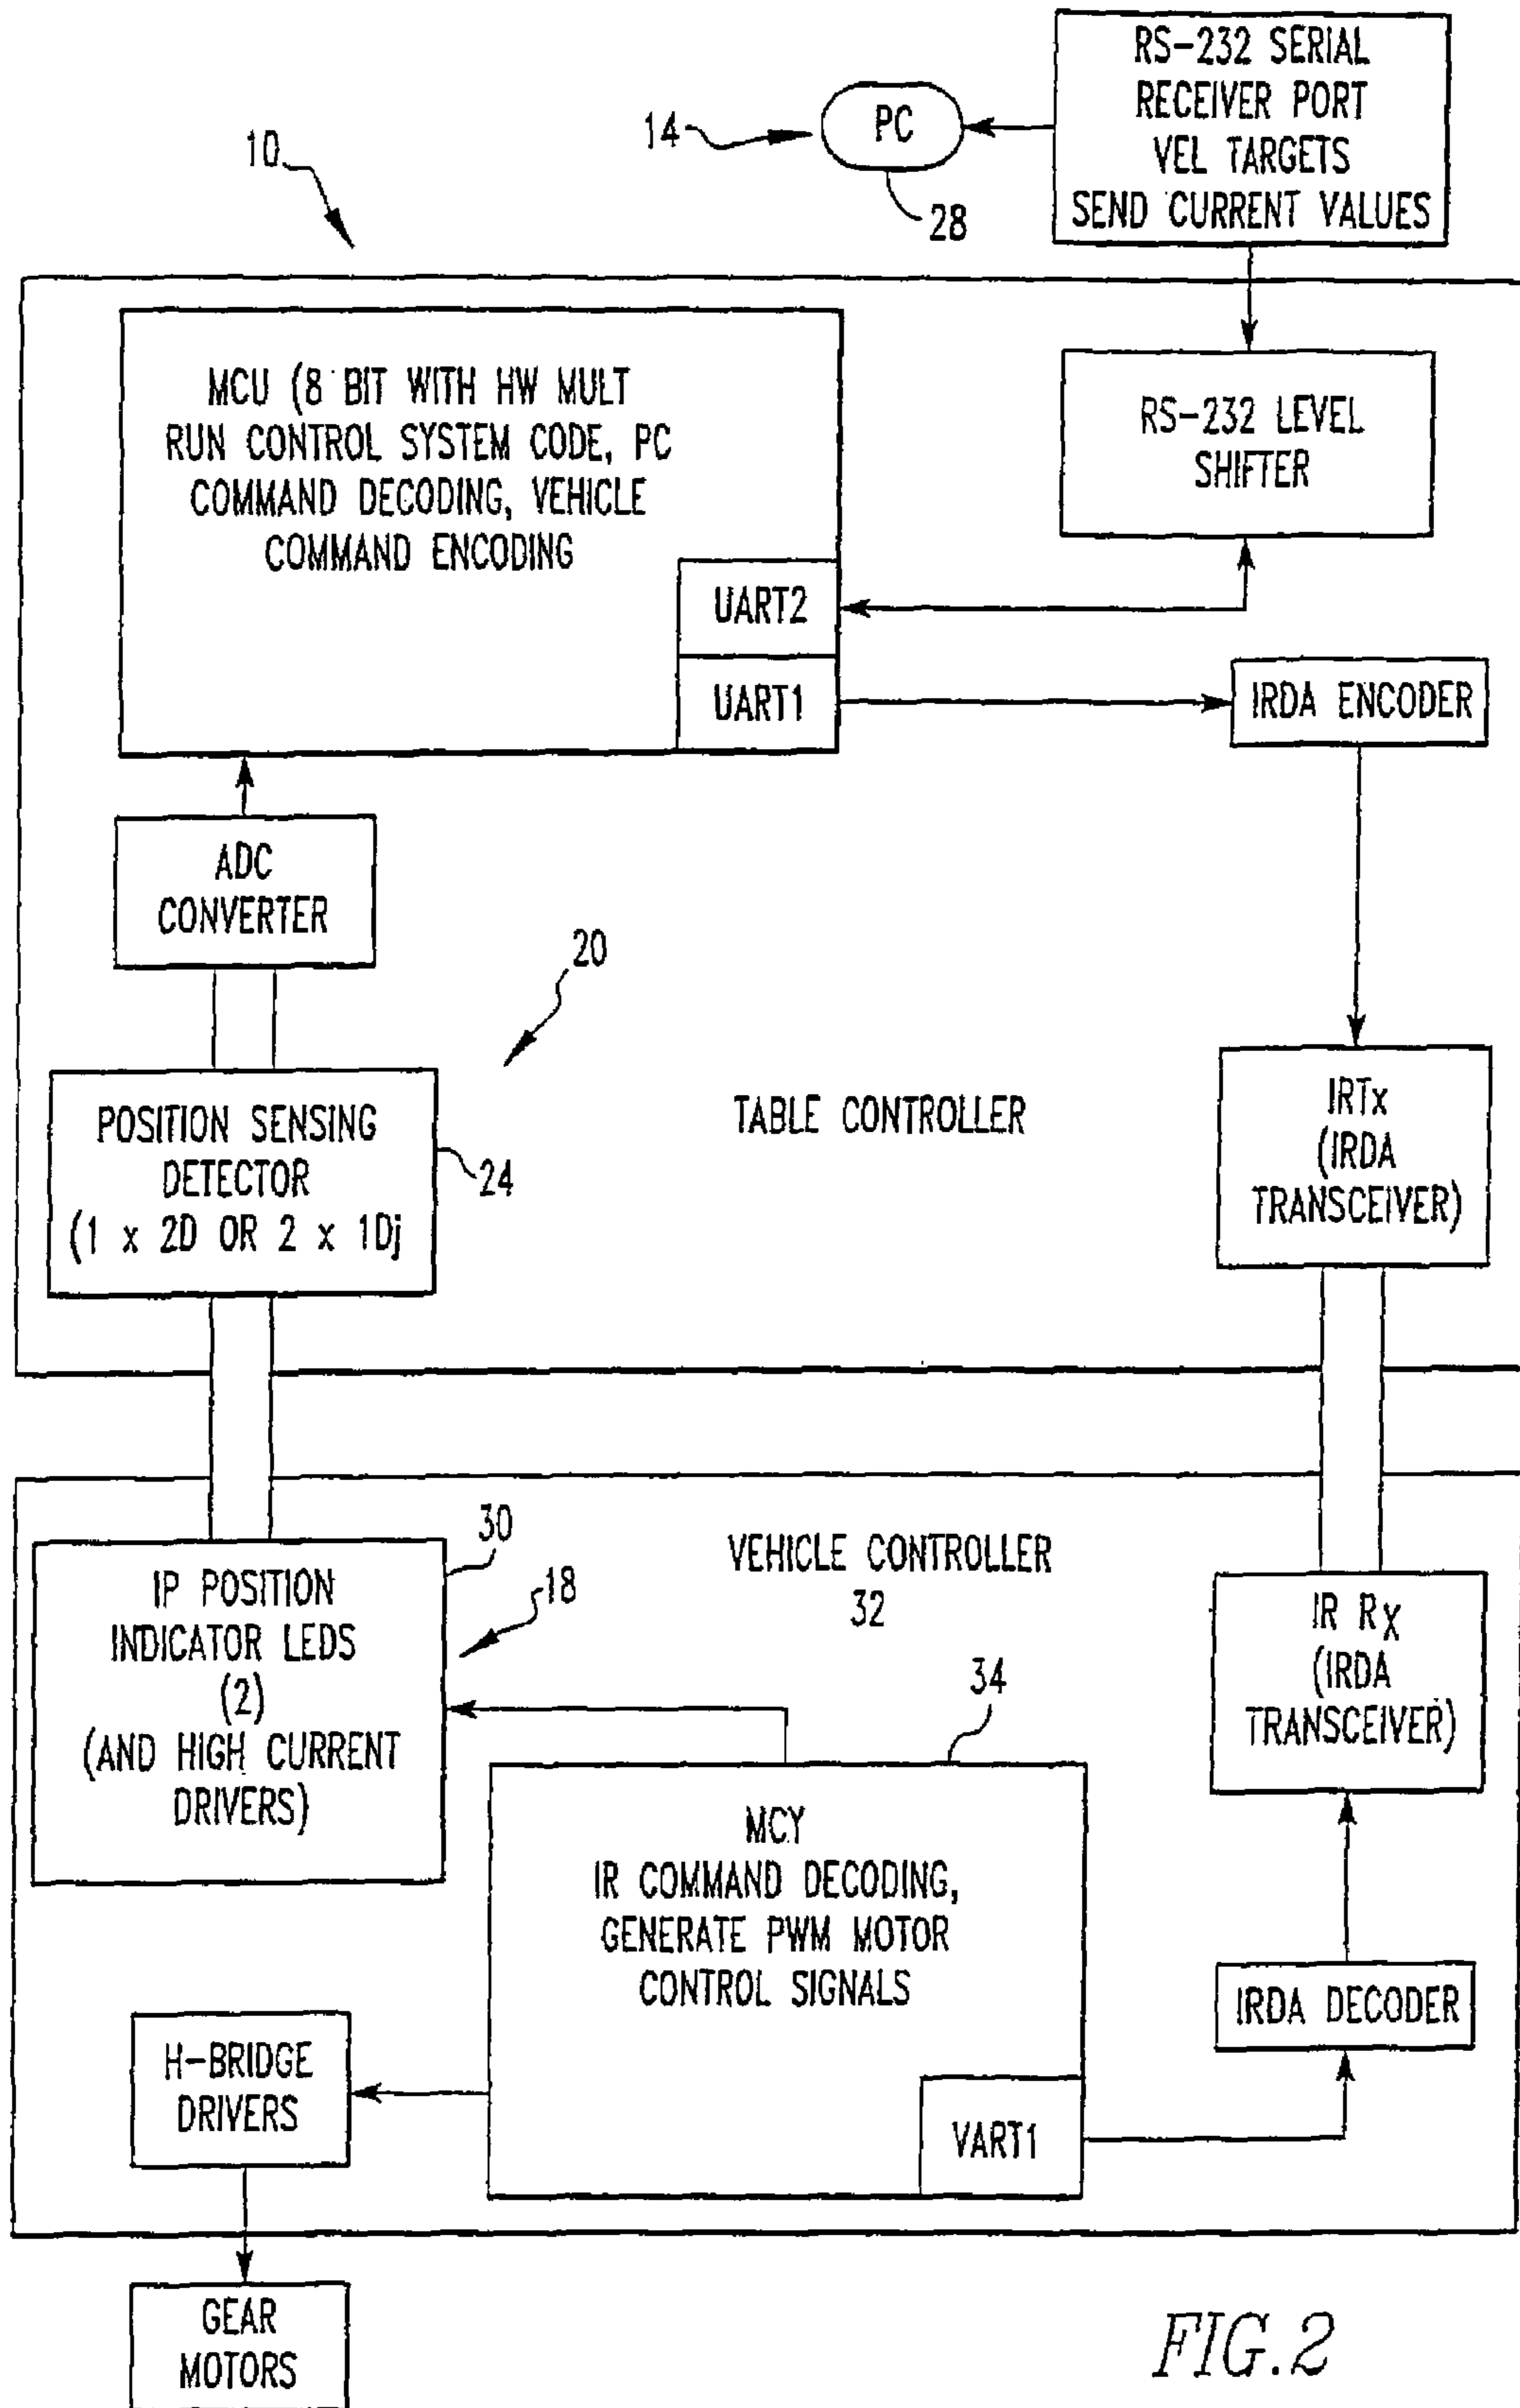 RS-232 SERIAL
RECEIVER PORT
VEL TARGETS
SEND CURRENT VALUES
PC
14
28
10
MCU (8 BIT WITH HW MULT
RUN CONTROL SYSTEM CODE, PC
COMMAND DECODING, VEHICLE
COMMAND ENCODING
UART2
UART1
RS-232 LEVEL
SHIFTER
IRDA ENCODER
ADC
CONVERTER
20
POSITION SENSING
DETECTOR
(1 x 2D OR 2 x 1Dj
24
TABLE CONTROLLER
IRTx
(IRDA
TRANSCEIVER)
30
IP POSITION
INDICATOR LEDS
(2)
(AND HIGH CURRENT
DRIVERS)
18
VEHICLE CONTROLLER
32
IR Rx
(IRDA
TRANSCEIVER)
34
MCY
IR COMMAND DECODING,
GENERATE PWM MOTOR
CONTROL SIGNALS
VART1
IRDA DECODER
H-BRIDGE
DRIVERS
GEAR
MOTORS
FIG.2